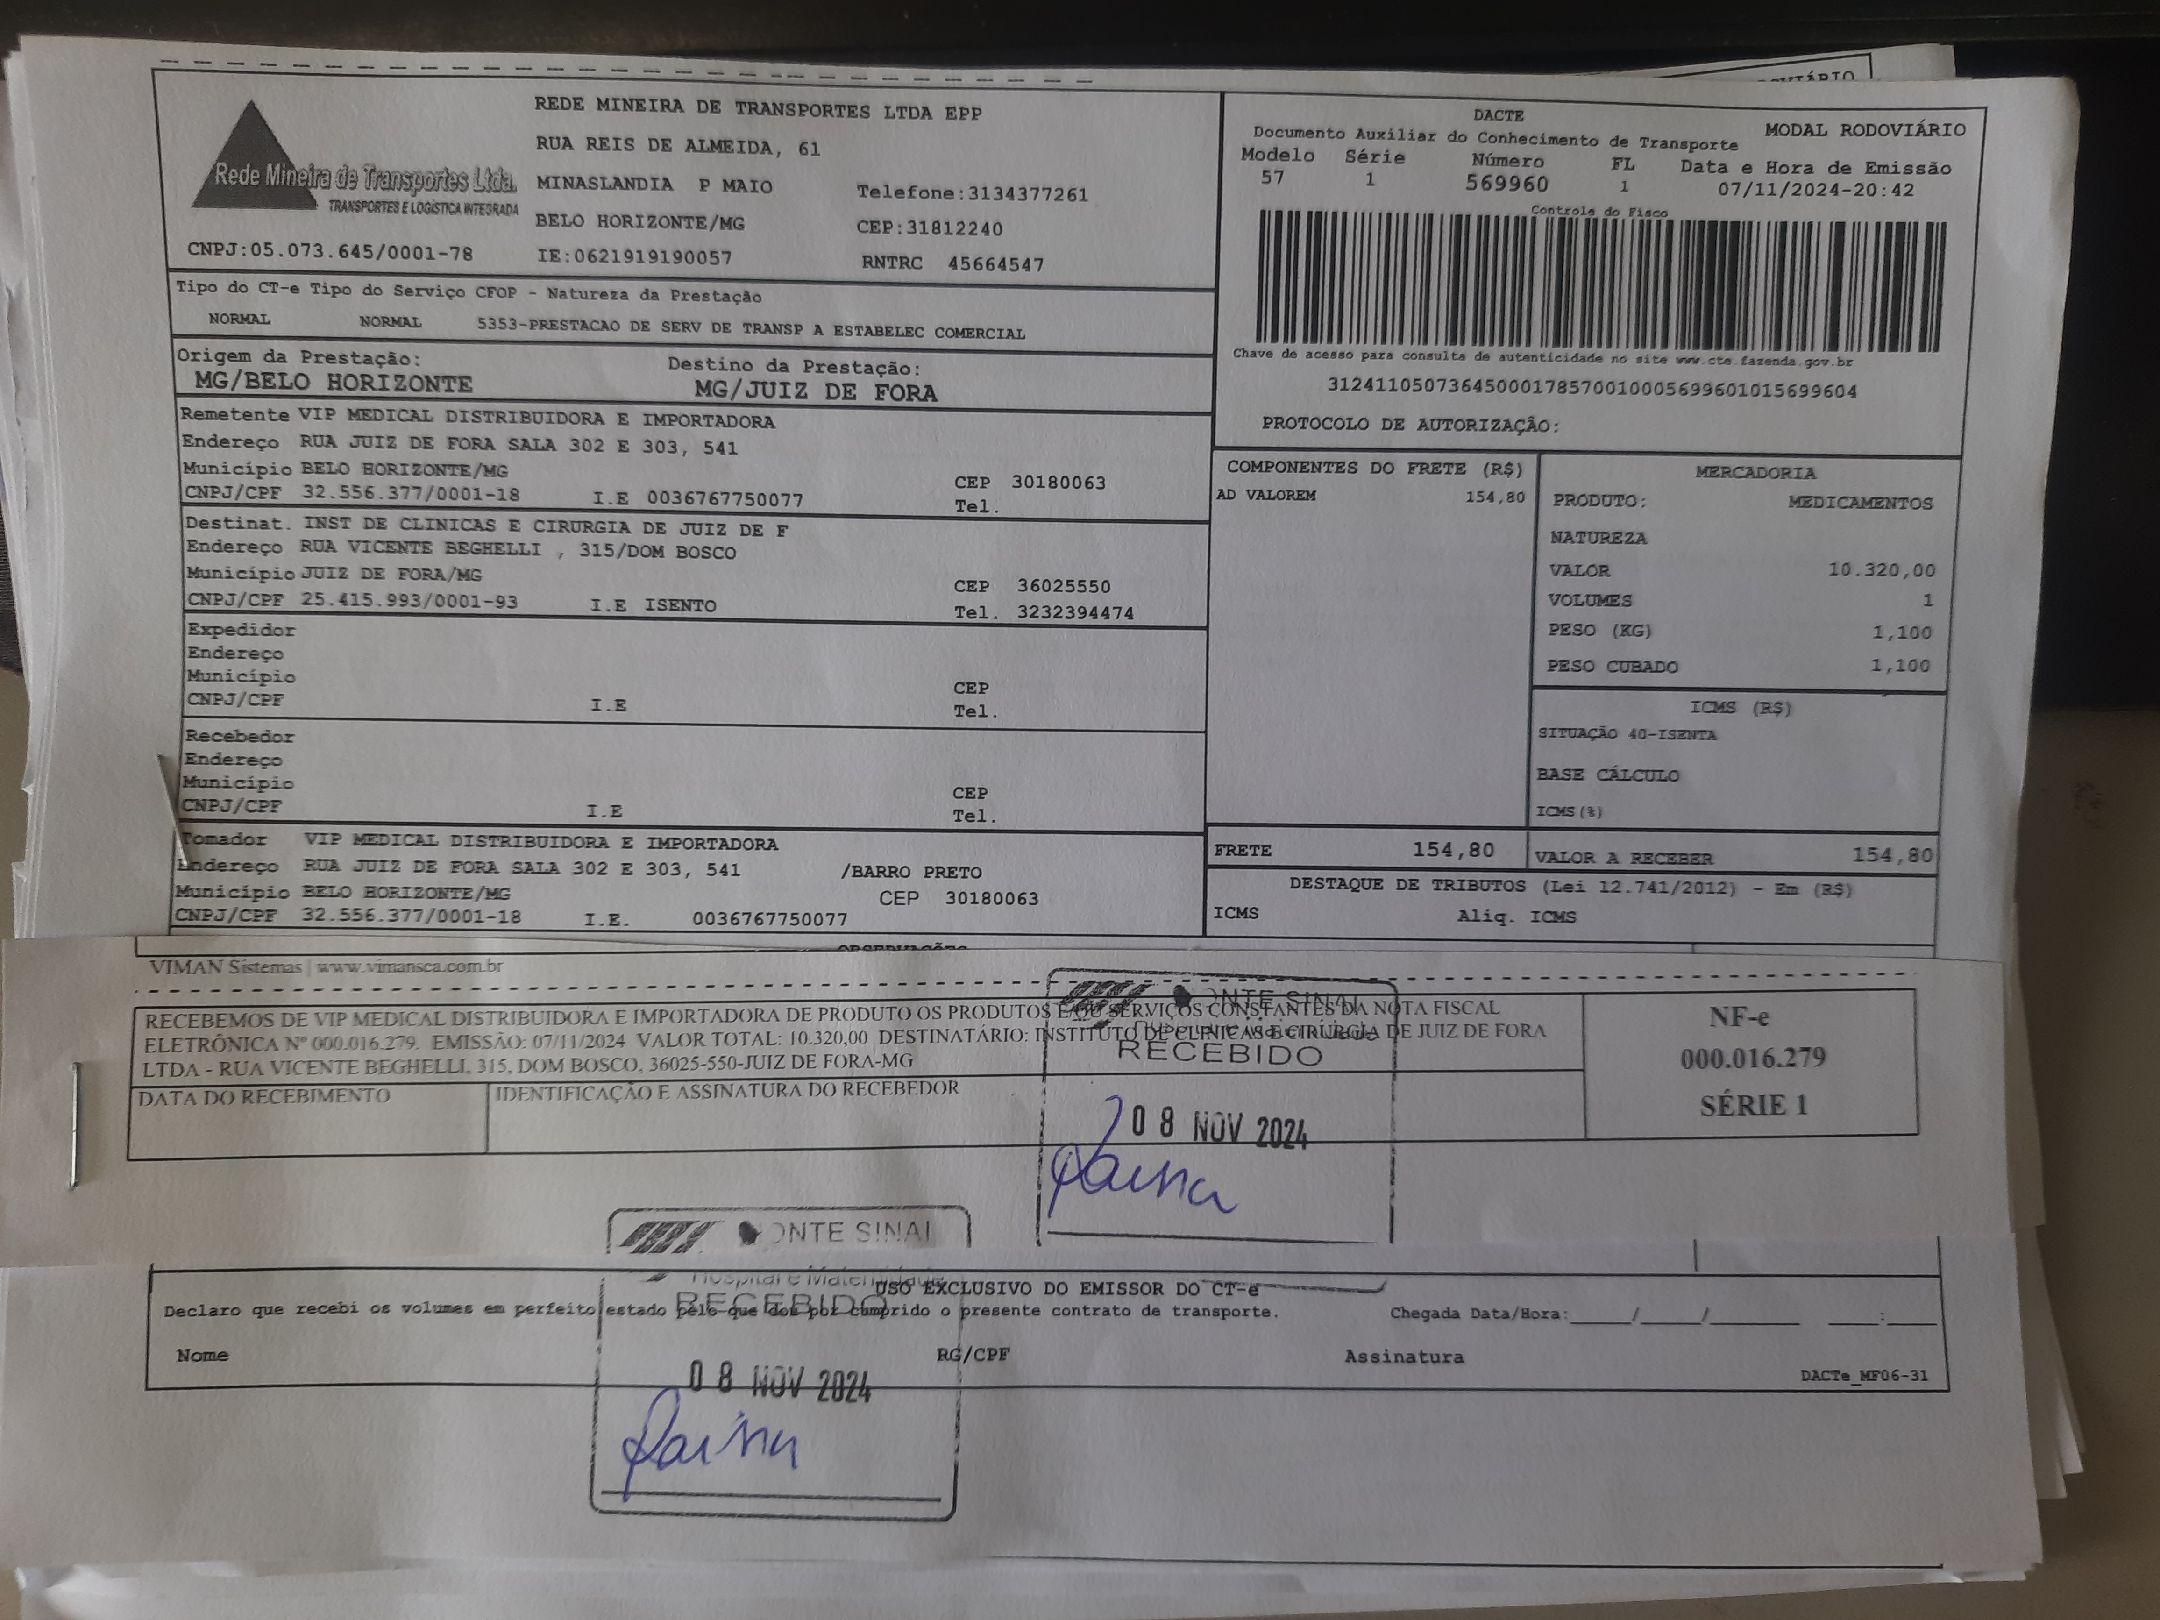 REDE MINEIRA DE TRANSPORTES LTDA EPP
RUA REIS DE ALMEIDA, 61
Rede Mineira de Transportes Ltda.
TRANSPORTES E LOGÍSTICA INTEGRADA
MINASLANDIA P MAIO Telefone:3134377261
BELO HORIZONTE/MG CEP:31812240
CNPJ:05.073.645/0001-78 IE:0621919190057 RNTRC 45664547
DACTE
Documento Auxiliar do Conhecimento de Transporte MODAL RODOVIÁRIO
Modelo Série Número FL Data e Hora de Emissão
57 1 569960 1 07/11/2024-20:42
Controle do Fisco
Chave de acesso para consulta de autenticidade no site www.cte.fazenda.gov.br
31241105073645000178570010005699601015699604
PROTOCOLO DE AUTORIZAÇÃO:
Tipo do CT-e Tipo do Serviço CFOP - Natureza da Prestação
NORMAL NORMAL 5353-PRESTACAO DE SERV DE TRANSP A ESTABELEC COMERCIAL
Origem da Prestação: Destino da Prestação:
MG/BELO HORIZONTE MG/JUIZ DE FORA
Remetente VIP MEDICAL DISTRIBUIDORA E IMPORTADORA
Endereço RUA JUIZ DE FORA SALA 302 E 303, 541
Município BELO HORIZONTE/MG CEP 30180063
CNPJ/CPF 32.556.377/0001-18 I.E 0036767750077 Tel.
Destinat. INST DE CLINICAS E CIRURGIA DE JUIZ DE F
Endereço RUA VICENTE BEGHELLI , 315/DOM BOSCO
Município JUIZ DE FORA/MG CEP 36025550
CNPJ/CPF 25.415.993/0001-93 I.E ISENTO Tel. 3232394474
Expedidor
Endereço
Município CEP
CNPJ/CPF I.E Tel.
Recebedor
Endereço
Município CEP
CNPJ/CPF I.E Tel.
Tomador VIP MEDICAL DISTRIBUIDORA E IMPORTADORA
Endereço RUA JUIZ DE FORA SALA 302 E 303, 541 /BARRO PRETO
Município BELO HORIZONTE/MG CEP 30180063
CNPJ/CPF 32.556.377/0001-18 I.E. 0036767750077
COMPONENTES DO FRETE (R$)
AD VALOREM 154,80
MERCADORIA
PRODUTO: MEDICAMENTOS
NATUREZA
VALOR 10.320,00
VOLUMES 1
PESO (KG) 1,100
PESO CUBADO 1,100
ICMS (R$)
SITUAÇÃO 40-ISENTA
BASE CÁLCULO
ICMS(%)
FRETE 154,80 VALOR A RECEBER 154,80
DESTAQUE DE TRIBUTOS (Lei 12.741/2012) - Em (R$)
ICMS Aliq. ICMS
OBSERVAÇÕES
VIMAN Sistemas | www.vimansca.com.br
RECEBEMOS DE VIP MEDICAL DISTRIBUIDORA E IMPORTADORA DE PRODUTO OS PRODUTOS E/OU SERVIÇOS CONSTANTES DA NOTA FISCAL
ELETRÔNICA Nº 000.016.279. EMISSÃO: 07/11/2024 VALOR TOTAL: 10.320,00 DESTINATÁRIO: INSTITUTO DE CLINICAS E CIRURGIA DE JUIZ DE FORA
LTDA - RUA VICENTE BEGHELLI, 315, DOM BOSCO, 36025-550-JUIZ DE FORA-MG
DATA DO RECEBIMENTO IDENTIFICAÇÃO E ASSINATURA DO RECEBEDOR
NF-e
000.016.279
SÉRIE 1
ONTE SINAI
RECEBIDO
08 NOV 2024
ONTE SINAI
Hospital e Maternidade
RECEBIDO
08 NOV 2024
USO EXCLUSIVO DO EMISSOR DO CT-e
Declaro que recebi os volumes em perfeito estado pelo que dou por cumprido o presente contrato de transporte. Chegada Data/Hora:_____/_____/_______ ____:____
Nome RG/CPF Assinatura
DACTe_MF06-31